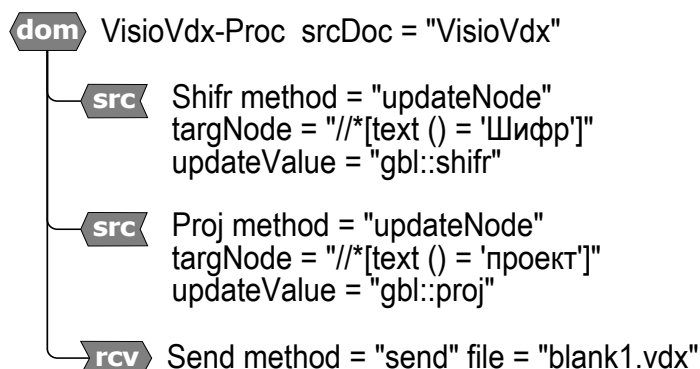 dom VisioVdx-Proc srcDoc = "VisioVdx"
src Shifr method = "updateNode"
targNode = "//*[text () = 'Шифр']"
updateValue = "gbl::shifr"
src Proj method = "updateNode"
targNode = "//*[text () = 'проект']"
updateValue = "gbl::proj"
rcv Send method = "send" file = "blank1.vdx"